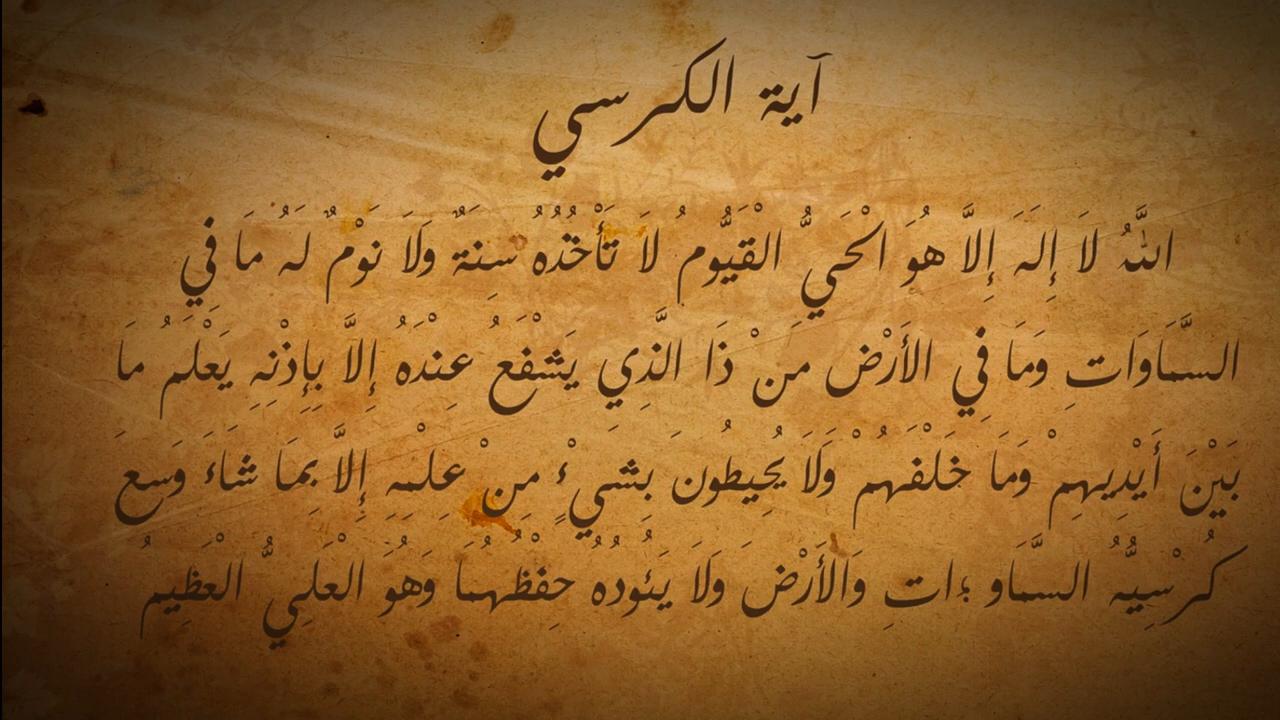 آية الكرسي
اللَّهُ لَا إِلَهَ إِلَّا هُوَ الْحَيُّ الْقَيُّومُ لَا تَأْخُذُهُ سِنَةٌ وَلَا نَوْمٌ لَهُ مَا فِي
السَّمَاوَاتِ وَمَا فِي الْأَرْضِ مَنْ ذَا الَّذِي يَشْفَعُ عِنْدَهُ إِلَّا بِإِذْنِهِ يَعْلَمُ مَا
بَيْنَ أَيْدِيهِمْ وَمَا خَلْفَهُمْ وَلَا يُحِيطُونَ بِشَيْءٍ مِنْ عِلْمِهِ إِلَّا بِمَا شَاءَ وَسِعَ
كُرْسِيُّهُ السَّمَاو ؛اتِ وَالْأَرْضَ وَلَا يَئُودُهُ حِفْظُهُمَا وَهُوَ الْعَلِيُّ الْعَظِيمُ